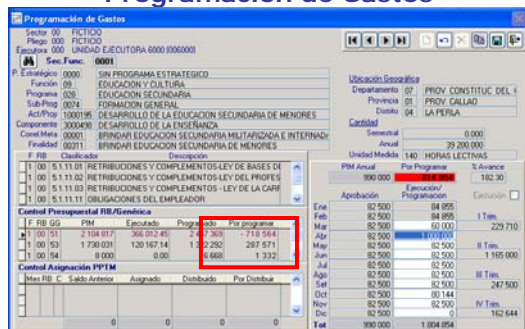 Programación de Gastos
Programación de Gastos
Sector 00 FICTICIO
Pliego 000 FICTICIO
Ejecutora 000 UNIDAD EJECUTORA 6000 [006000]
Sec.Func. 0001
P. Estratégico 0000 SIN PROGRAMA ESTRATEGICO
Función 09 EDUCACION Y CULTURA
Programa 028 EDUCACION SECUNDARIA
Sub-Prog 0074 FORMACION GENERAL
Act/Proy 1000195 DESARROLLO DE LA EDUCACION SECUNDARIA DE MENORES
Componente 3000498 DESARROLLO DE LA ENSEÑANZA
Corel.Meta 00001 BRINDAR EDUCACION SECUNDARIA MILITARIZADA E INTERNAD
Finalidad 00311 BRINDAR EDUCACION SECUNDARIA DE MENORES
Ubicación Geográfica
Departamento 07 PROV CONSTITUC DEL
Provincia 01 PROV CALLAO
Distrito 04 LA PERLA
Cantidad
Semestral 0.000
Anual 39 200.000
Unidad Medida 140 HORAS LECTIVAS
F RB Clasificador Descripción
1 00 5.1.11.01 RETRIBUCIONES Y COMPLEMENTOS-LEY DE BASES DE
1 00 5.1.11.02 RETRIBUCIONES Y COMPLEMENTOS-LEY DEL PROFES
1 00 5.1.11.03 RETRIBUCIONES Y COMPLEMENTOS - LEY DE LA CARR
1 00 5.1.11.11 OBLIGACIONES DEL EMPLEADOR
PIM Anual Por Programar % Avance
990 000 102.30
Aprobación Ejecución/ Programación Ejecución
Ene 82 500 84 855
Feb 82 500 84 855 I Trim.
Mar 82 500 60 000 229 710
Abr 82 500 1 000 000
May 82 500 82 500 II Trim.
Jun 82 500 82 500 1 165 000
Jul 82 500 82 500
Ago 82 500 82 500 III Trim.
Set 82 500 82 500 247 500
Oct 82 500 80 144
Nov 82 500 82 500 IV Trim.
Dic 82 500 0 162 644
Tot 990 000 1 804 854
Control Presupuestal RB/Genérica
F RB GG PIM Ejecutado Programado Por programar
1 00 51 2 104 817 366 012.45 - 718 564
1 00 53 1 730 031 120 167.14 287 571
1 00 54 8 000 0.00 6 668 1 332
Control Asignación PPTM
Mes RB C Saldo Anterior Asignado Distribuido Por Distribuir
0 0 0 0